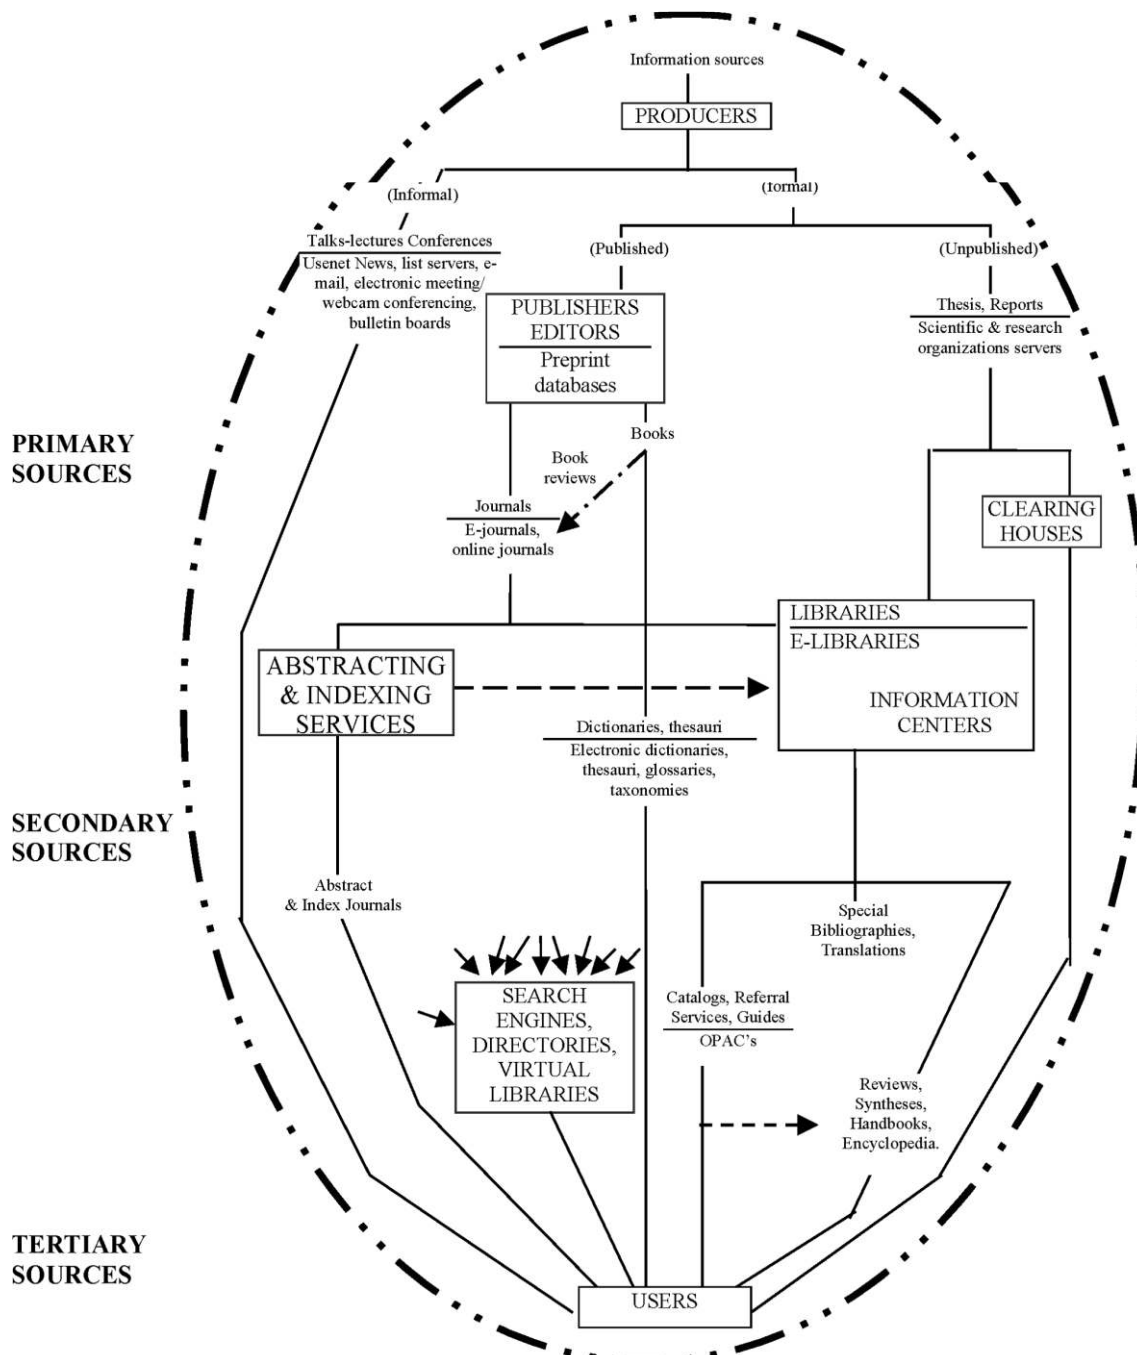 Information sources
PRODUCERS
(Informal)
(formal)
Talks-lectures Conferences
Usenet News, list servers, e-
mail, electronic meeting/
webcam conferencing,
bulletin boards
(Published)
(Unpublished)
PUBLISHERS
EDITORS
Preprint
databases
Thesis, Reports
Scientific & research
organizations servers
PRIMARY
SOURCES
Books
Book
reviews
Journals
E-journals,
online journals
CLEARING
HOUSES
LIBRARIES
E-LIBRARIES
INFORMATION
CENTERS
ABSTRACTING
& INDEXING
SERVICES
Dictionaries, thesauri
Electronic dictionaries,
thesauri, glossaries,
taxonomies
SECONDARY
SOURCES
Abstract
& Index Journals
Special
Bibliographies,
Translations
SEARCH
ENGINES,
DIRECTORIES,
VIRTUAL
LIBRARIES
Catalogs, Referral
Services, Guides
OPAC's
Reviews,
Syntheses,
Handbooks,
Encyclopedia.
TERTIARY
SOURCES
USERS